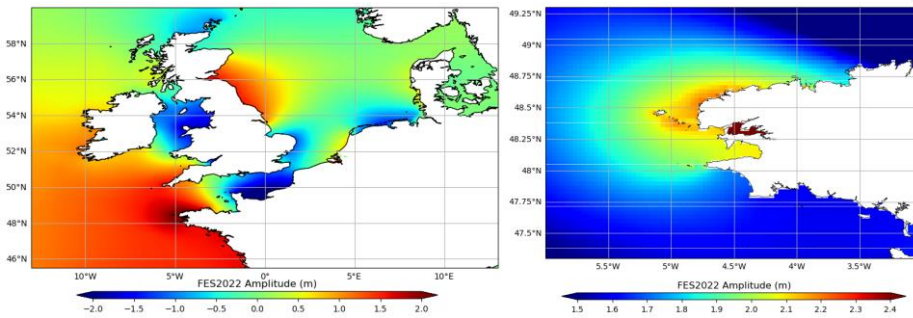 58°N
56°N
54°N
52°N
50°N
48°N
46°N
10°W 5°W 0° 5°E 10°E
FES2022 Amplitude (m)
−2.0 −1.5 −1.0 −0.5 0.0 0.5 1.0 1.5 2.0
49.25°N
49°N
48.75°N
48.5°N
48.25°N
48°N
47.75°N
47.5°N
5.5°W 5°W 4.5°W 4°W 3.5°W
FES2022 Amplitude (m)
1.5 1.6 1.7 1.8 1.9 2.0 2.1 2.2 2.3 2.4